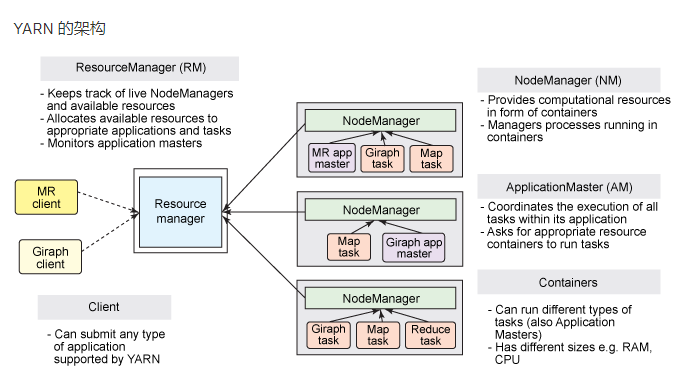 YARN 的架构
ResourceManager (RM)
- Keeps track of live NodeManagers
and available resources
- Allocates available resources to
appropriate applications and tasks
- Monitors application masters
MR
client
Giraph
client
Resource
manager
Client
- Can submit any type
of application
supported by YARN
NodeManager
MR app
master
Giraph
task
Map
task
NodeManager
Map
task
Giraph app
master
NodeManager
Giraph
task
Map
task
Reduce
task
NodeManager (NM)
- Provides computational resources
in form of containers
- Managers processes running in
containers
ApplicationMaster (AM)
- Coordinates the execution of all
tasks within its application
- Asks for appropriate resource
containers to run tasks
Containers
- Can run different types of
tasks (also Application
Masters)
- Has different sizes e.g. RAM,
CPU